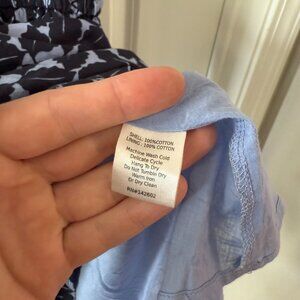 SHELL: 100%COTTON
LINING: 100% COTTON
Machine Wash Cold
Delicate Cycle
Hang To Dry
Do Not Tumble Dry
Warm Iron
Or Dry Clean
RN#342602